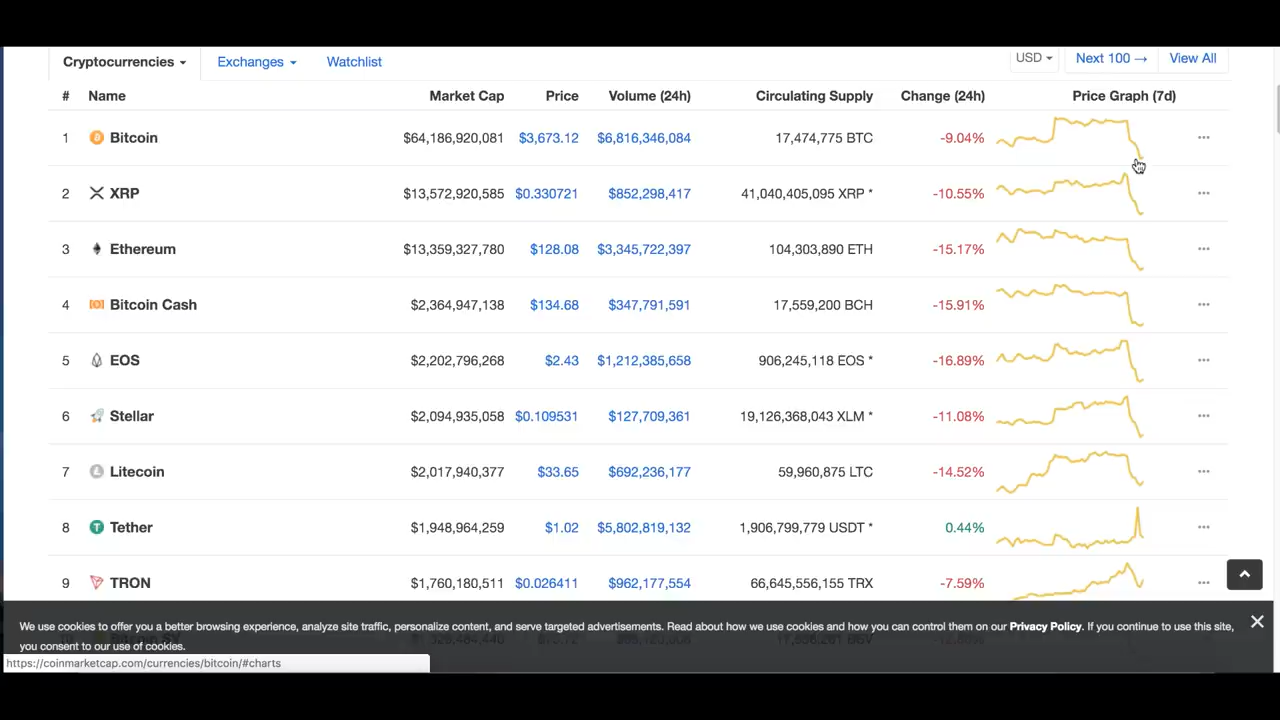 Cryptocurrencies Exchanges Watchlist USD Next 100 → View All
# Name Market Cap Price Volume (24h) Circulating Supply Change (24h) Price Graph (7d)
1 Bitcoin $64,186,920,081 $3,673.12 $6,816,346,084 17,474,775 BTC -9.04%
2 XRP $13,572,920,585 $0.330721 $852,298,417 41,040,405,095 XRP * -10.55%
3 Ethereum $13,359,327,780 $128.08 $3,345,722,397 104,303,890 ETH -15.17%
4 Bitcoin Cash $2,364,947,138 $134.68 $347,791,591 17,559,200 BCH -15.91%
5 EOS $2,202,796,268 $2.43 $1,212,385,658 906,245,118 EOS * -16.89%
6 Stellar $2,094,935,058 $0.109531 $127,709,361 19,126,368,043 XLM * -11.08%
7 Litecoin $2,017,940,377 $33.65 $692,236,177 59,960,875 LTC -14.52%
8 Tether $1,948,964,259 $1.02 $5,802,819,132 1,906,799,779 USDT * 0.44%
9 TRON $1,760,180,511 $0.026411 $962,177,554 66,645,556,155 TRX -7.59%
We use cookies to offer you a better browsing experience, analyze site traffic, personalize content, and serve targeted advertisements. Read about how we use cookies and how you can control them on our Privacy Policy. If you continue to use this site,
you consent to our use of cookies.
https://coinmarketcap.com/currencies/bitcoin/#charts